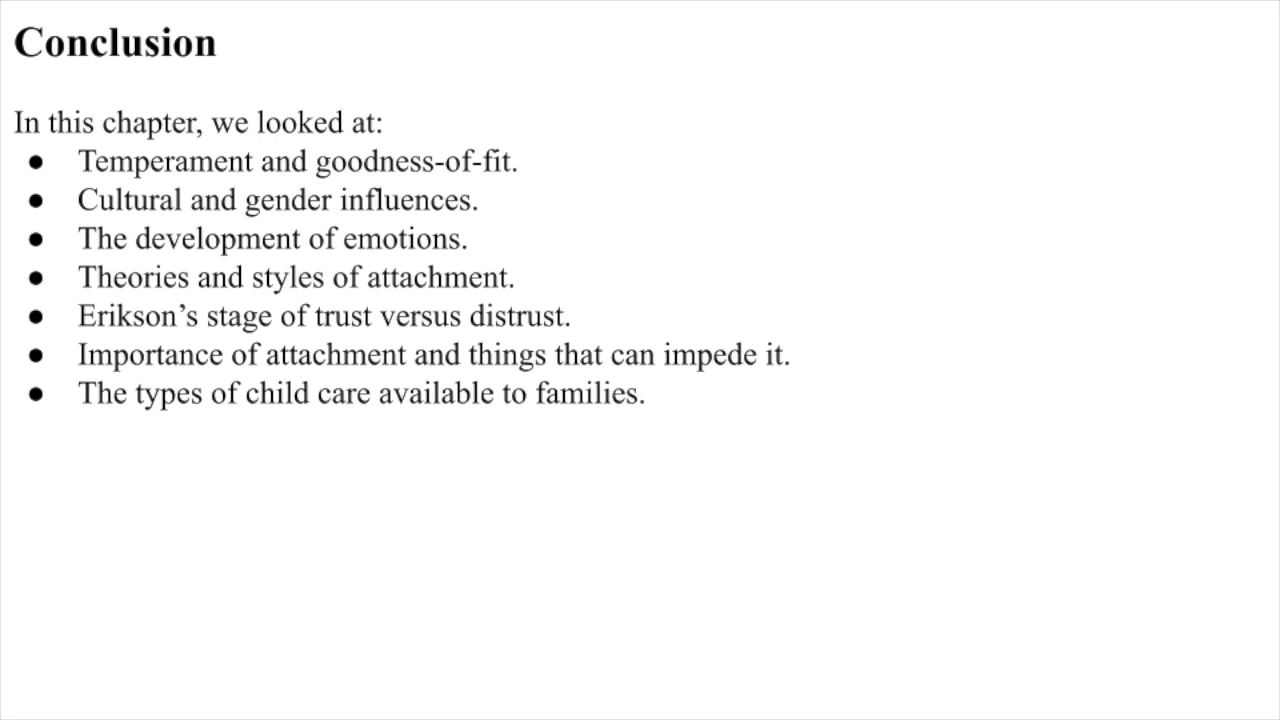 Conclusion
In this chapter, we looked at:
● Temperament and goodness-of-fit.
● Cultural and gender influences.
● The development of emotions.
● Theories and styles of attachment.
● Erikson’s stage of trust versus distrust.
● Importance of attachment and things that can impede it.
● The types of child care available to families.